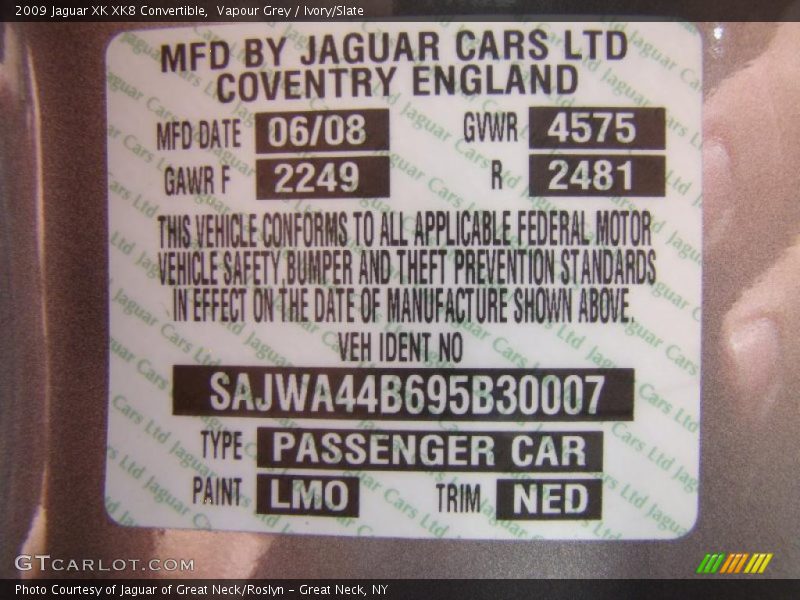 2009 Jaguar XK XK8 Convertible,  Vapour Grey / Ivory/Slate
MFD BY JAGUAR CARS LTD
COVENTRY ENGLAND
MFD DATE 06/08 GVWR 4575
GAWR F 2249 R 2481
THIS VEHICLE CONFORMS TO ALL APPLICABLE FEDERAL MOTOR
VEHICLE SAFETY, BUMPER AND THEFT PREVENTION STANDARDS
IN EFFECT ON THE DATE OF MANUFACTURE SHOWN ABOVE.
VEH IDENT NO
SAJWA44B695B30007
TYPE PASSENGER CAR
PAINT LMO TRIM NED
GTCARLOT.COM
Photo Courtesy of Jaguar of Great Neck/Roslyn – Great Neck, NY